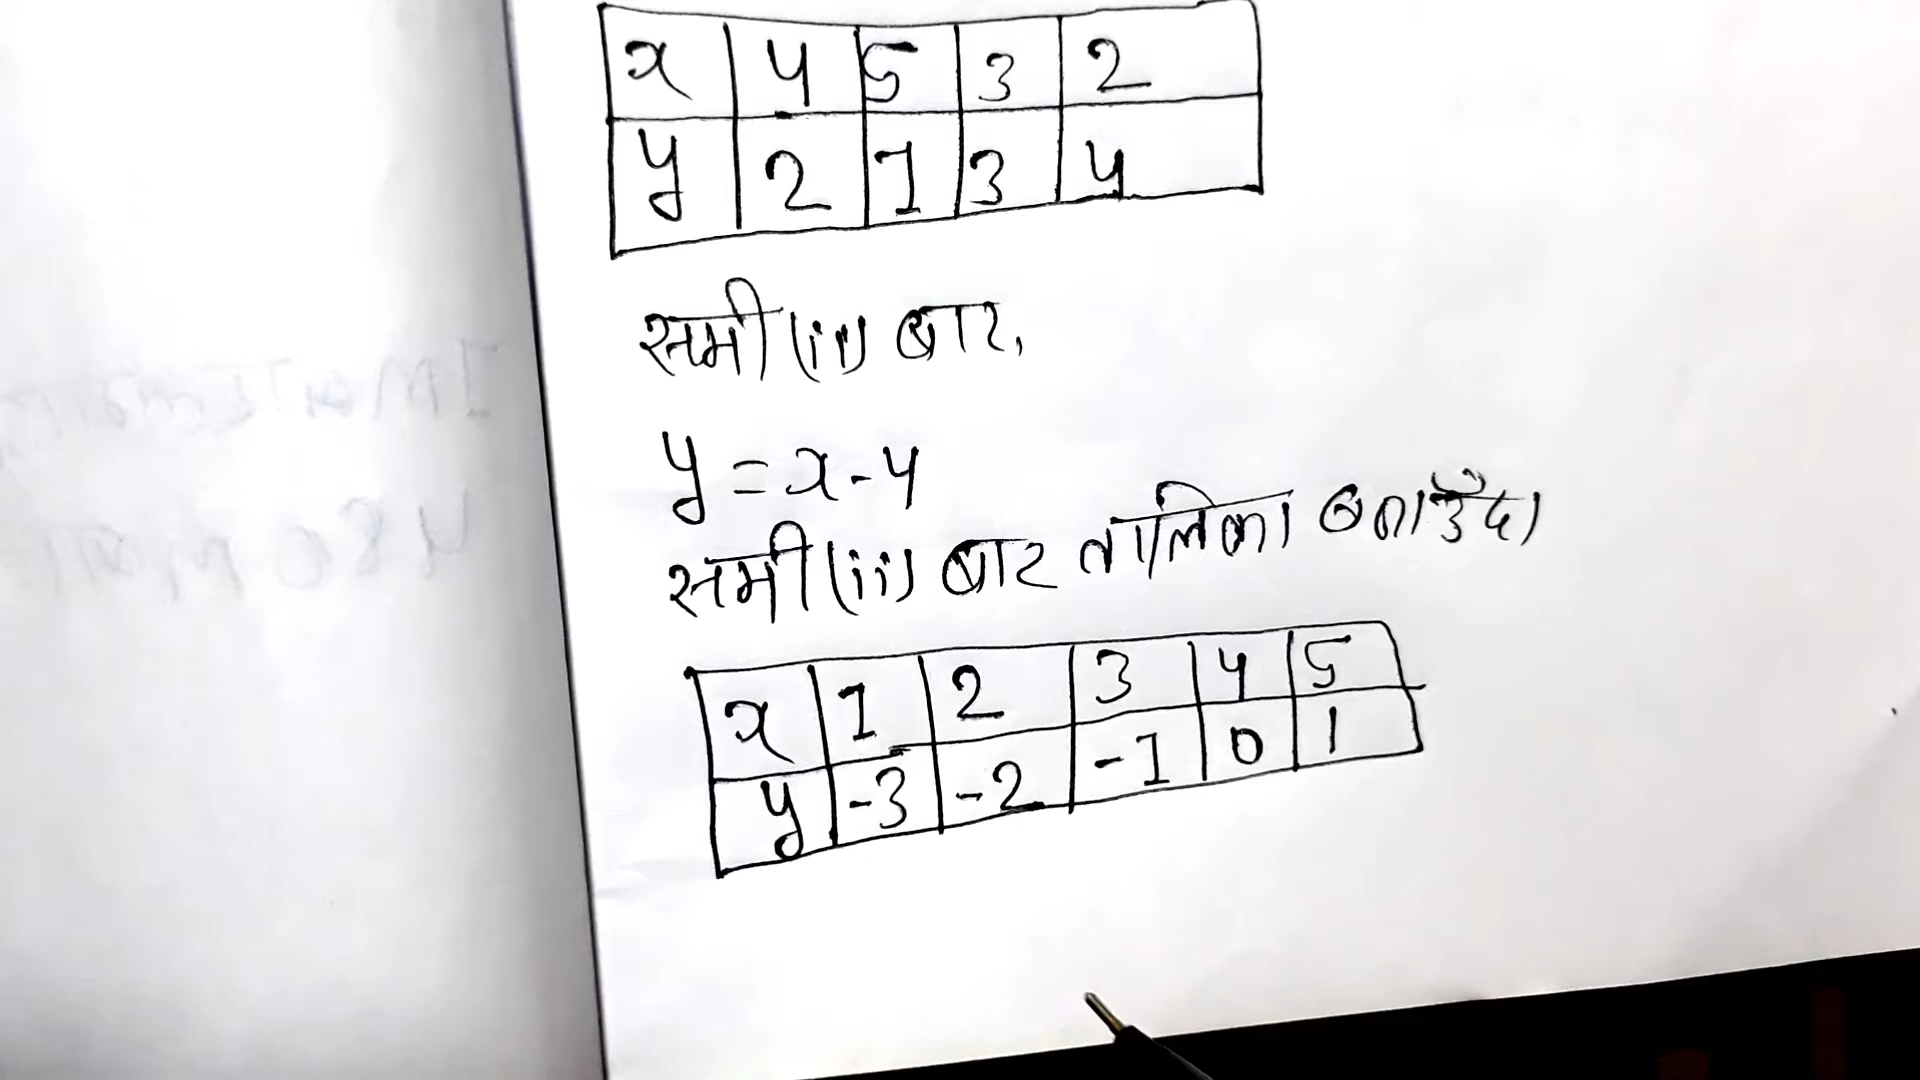 x 4 5 3 2
y 2 1 3 4
समी (ii) बाट,
y = x - 4
समी (ii) बाट तालिका बनाउँदा
x 1 2 3 4 5
y -3 -2 -1 0 1